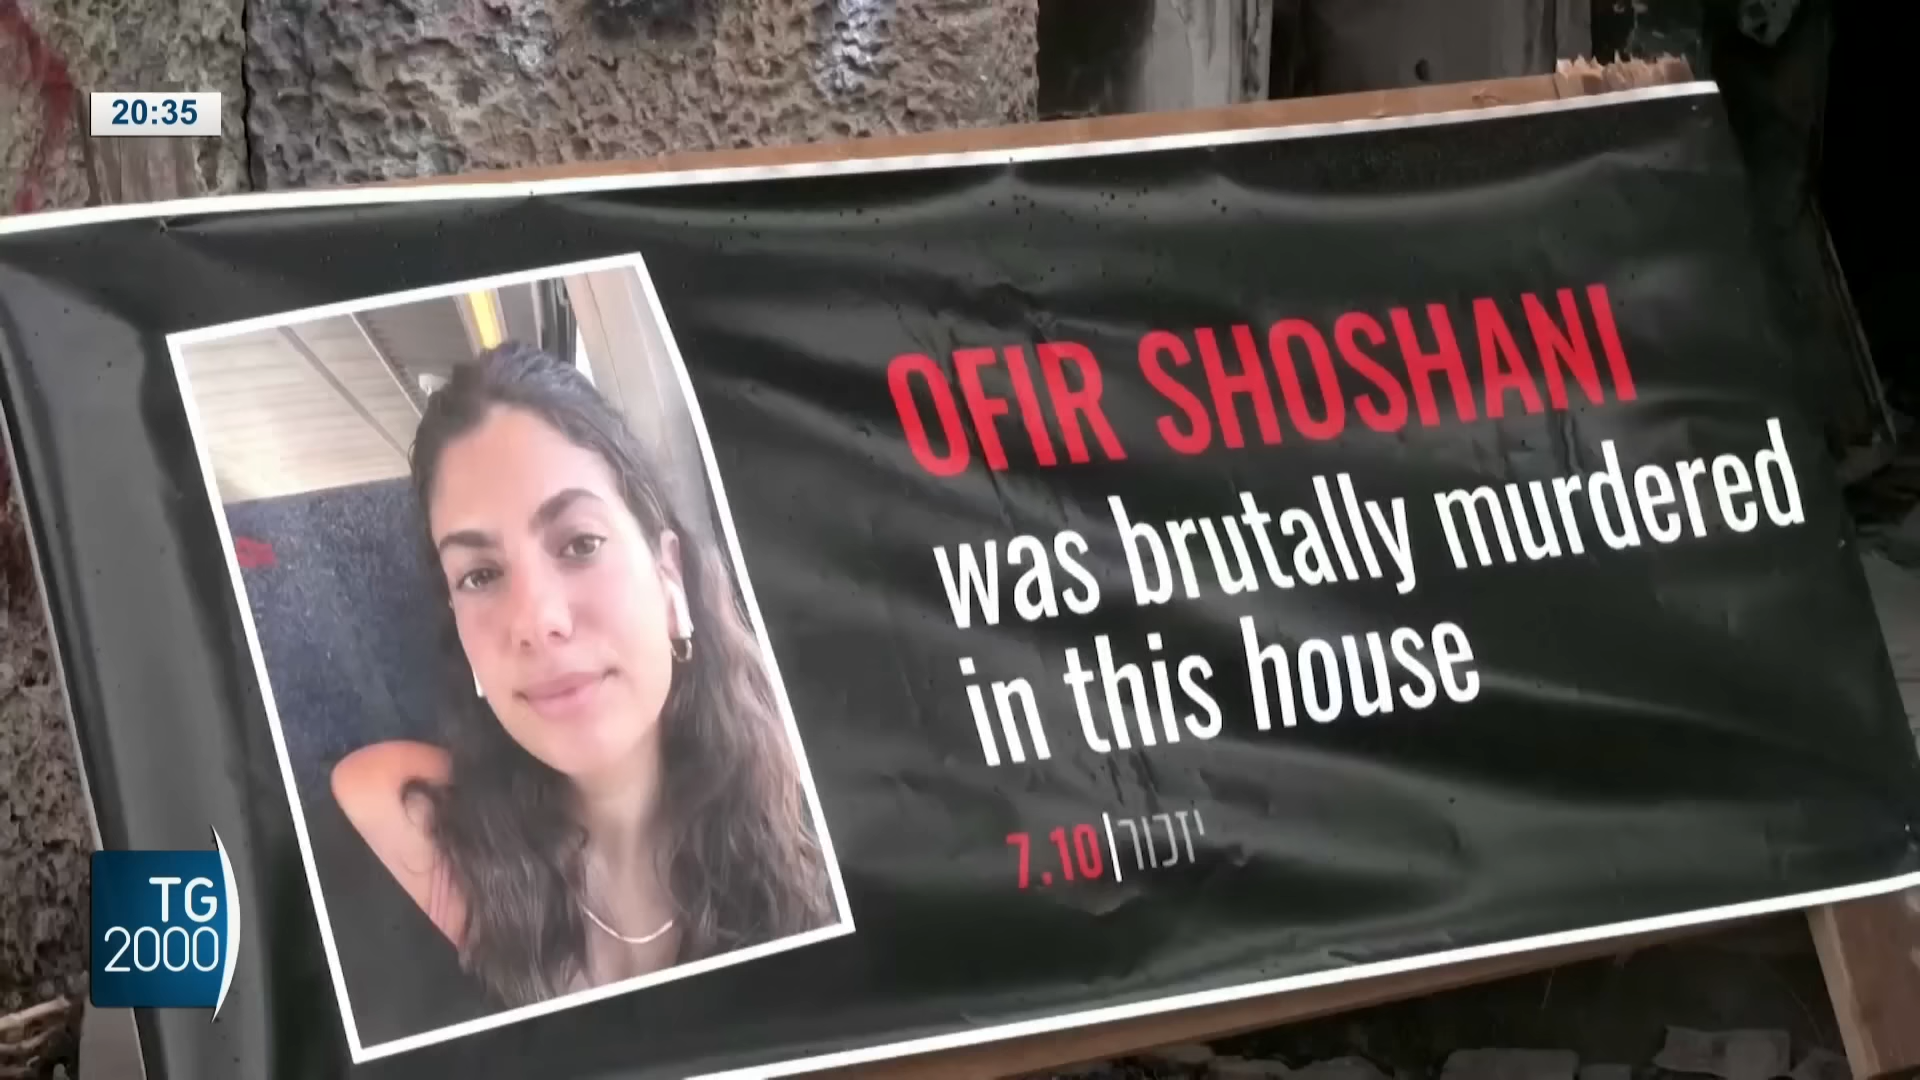 20:35
OFIR SHOSHANI
was brutally murdered
in this house
7.10|יזכור
TG
2000